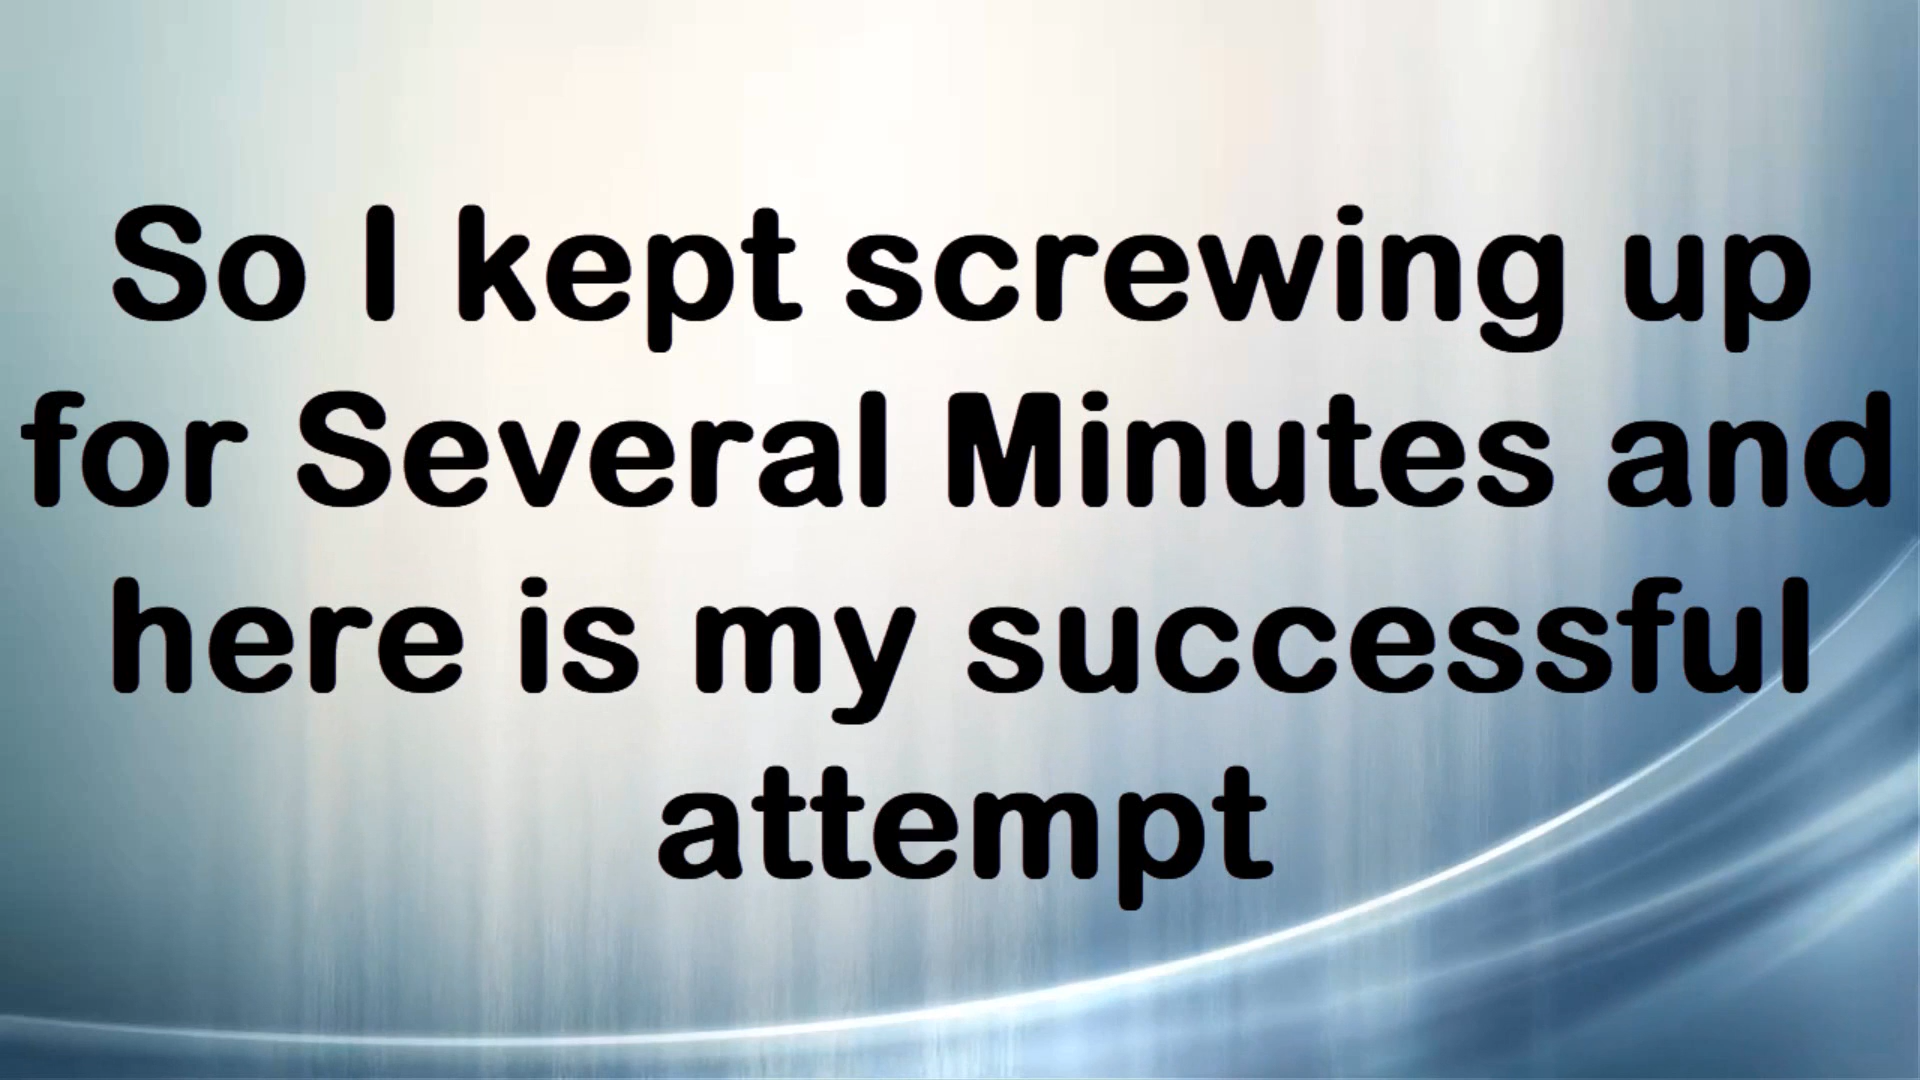 So I kept screwing up
for Several Minutes and
here is my successful
attempt